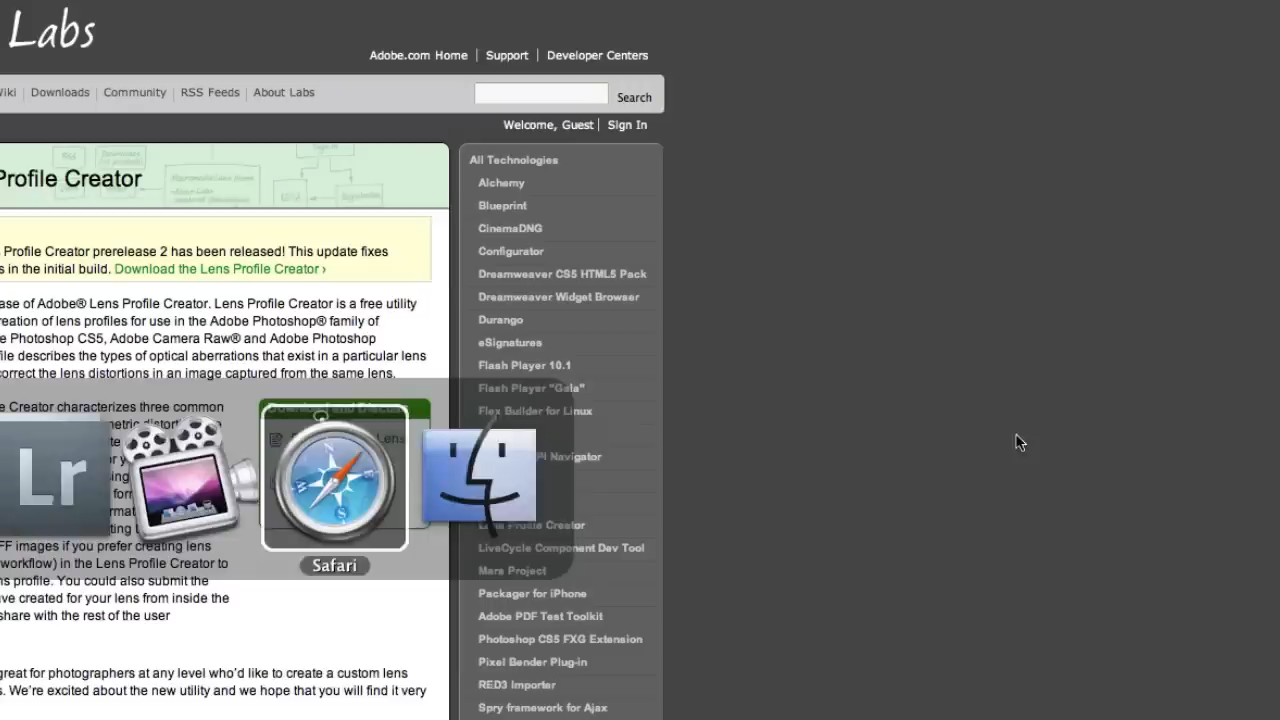 Labs
Adobe.com Home | Support | Developer Centers
Wiki | Downloads | Community | RSS Feeds | About Labs
Search
Welcome, Guest | Sign In
Profile Creator
Profile Creator prerelease 2 has been released! This update fixes
s in the initial build. Download the Lens Profile Creator ›
ase of Adobe® Lens Profile Creator. Lens Profile Creator is a free utility
reation of lens profiles for use in the Adobe Photoshop® family of
e Photoshop CS5, Adobe Camera Raw® and Adobe Photoshop
file describes the types of optical aberrations that exist in a particular lens
correct the lens distortions in an image captured from the same lens.
e Creator characterizes three common
Lens
FF images if you prefer creating lens
workflow) in the Lens Profile Creator to
ns profile. You could also submit the
ve created for your lens from inside the
share with the rest of the user
great for photographers at any level who'd like to create a custom lens
s. We're excited about the new utility and we hope that you will find it very
All Technologies
Alchemy
Blueprint
CinemaDNG
Configurator
Dreamweaver CS5 HTML5 Pack
Dreamweaver Widget Browser
Durango
eSignatures
Flash Player 10.1
Flash Player "Gala"
Flex Builder for Linux
PI Navigator
Lens Profile Creator
LiveCycle Component Dev Tool
Mars Project
Packager for iPhone
Adobe PDF Test Toolkit
Photoshop CS5 FXG Extension
Pixel Bender Plug-in
RED3 Importer
Spry framework for Ajax
Lr
Safari